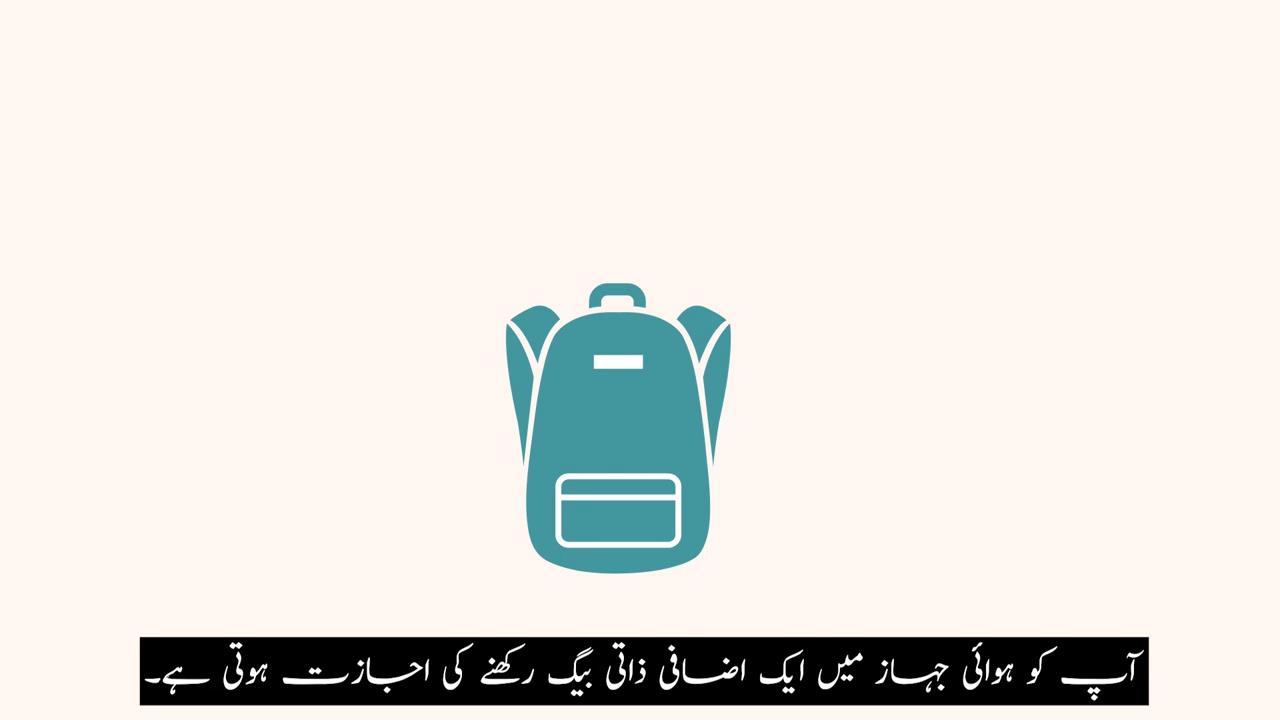 آپ کو ہوائی جہاز میں ایک اضافی ذاتی بیگ رکھنے کی اجازت ہوتی ہے۔